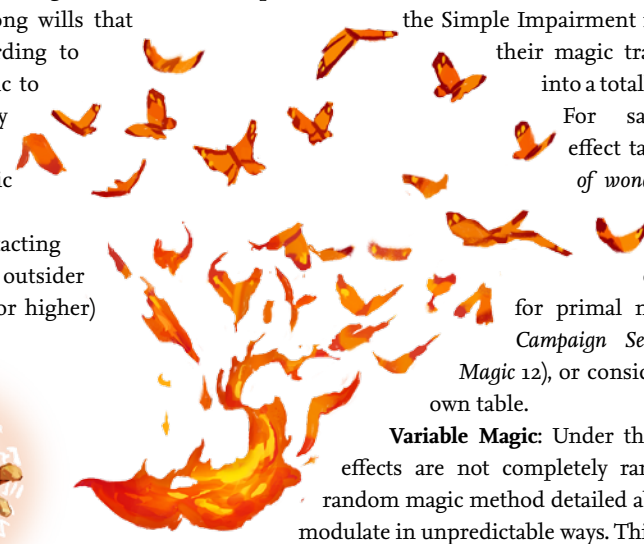 ong wills that
rding to
c to
y
ic
acting
outsider
or higher)
the Simple Impairment
their magic tra
into a total
For sa
effect ta
of won
for primal m
Campaign Se
Magic 12), or consi
own table.
Variable Magic: Under th
effects are not completely ra
random magic method detailed a
modulate in unpredictable ways. Thi